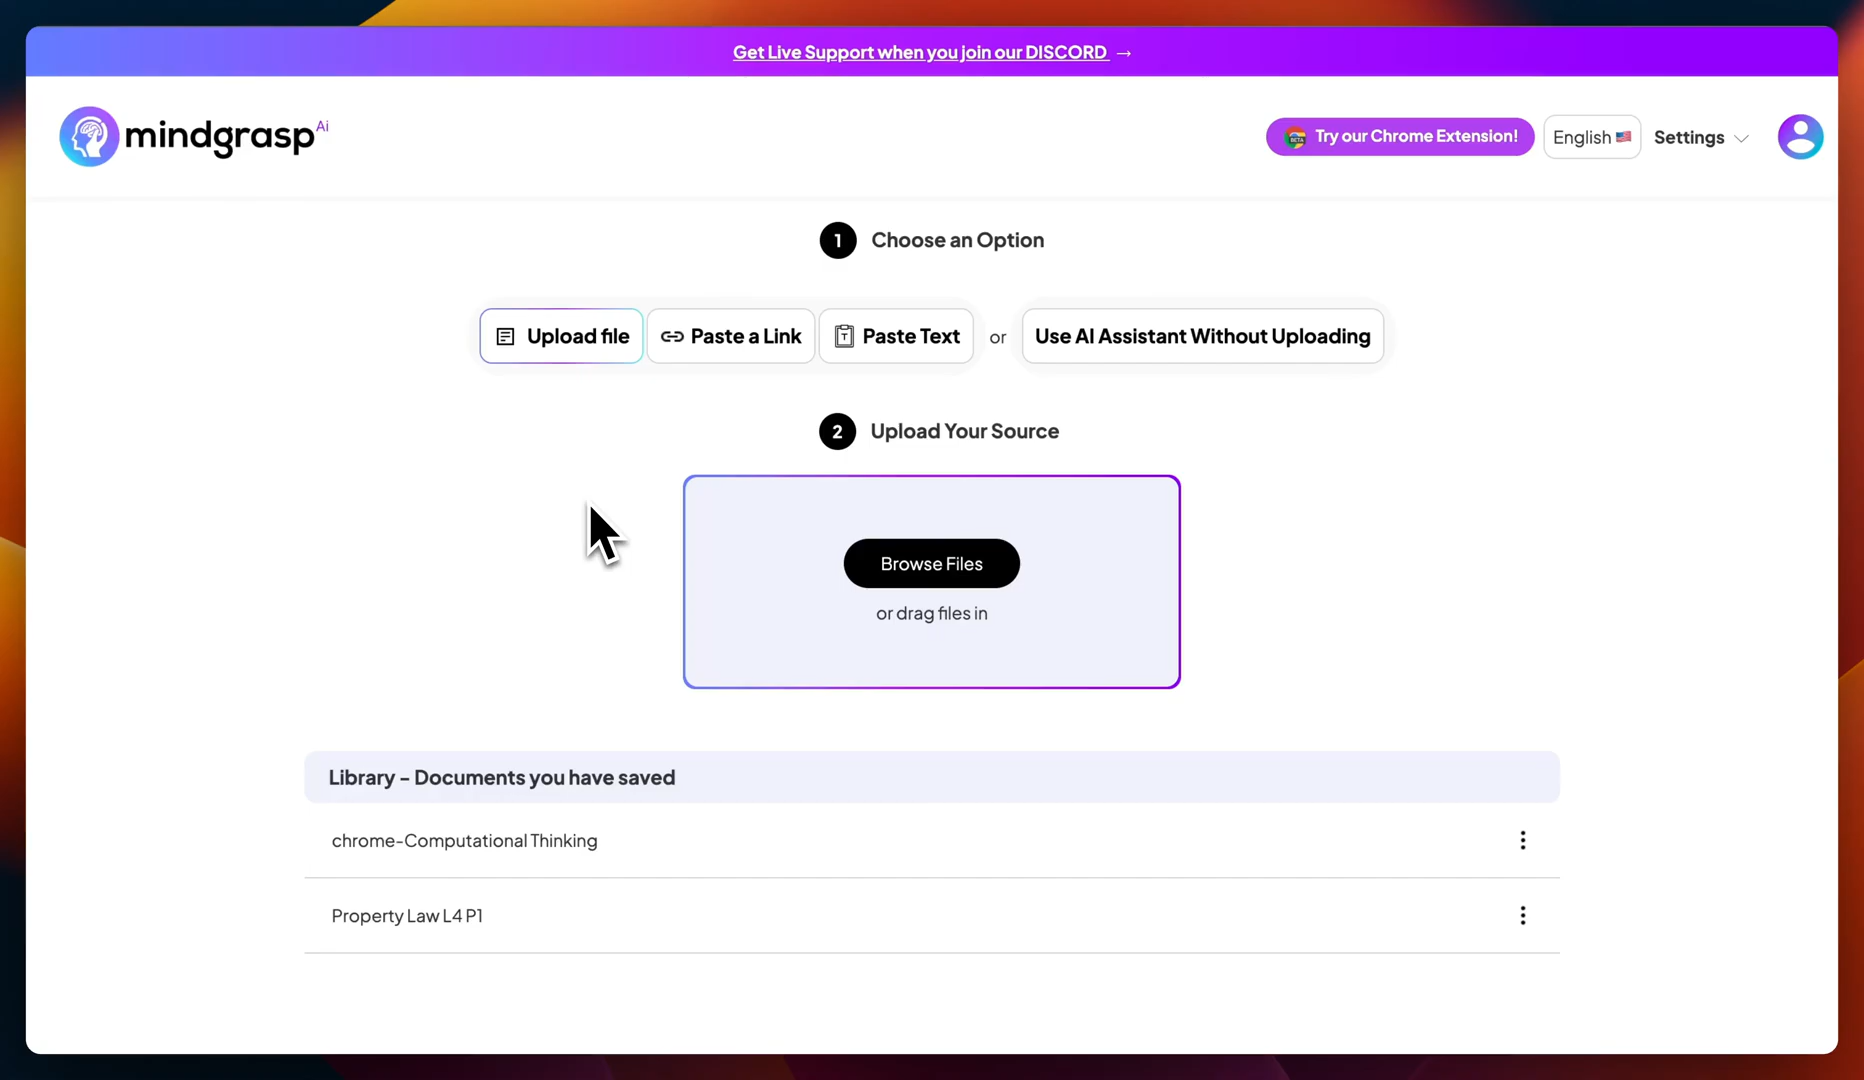 Get Live Support when you join our DISCORD →
mindgrasp Ai
Try our Chrome Extension!
English
Settings
1 Choose an Option
Upload file
Paste a Link
T Paste Text
or
Use AI Assistant Without Uploading
2 Upload Your Source
Browse Files
or drag files in
Library - Documents you have saved
chrome-Computational Thinking
Property Law L4 P1